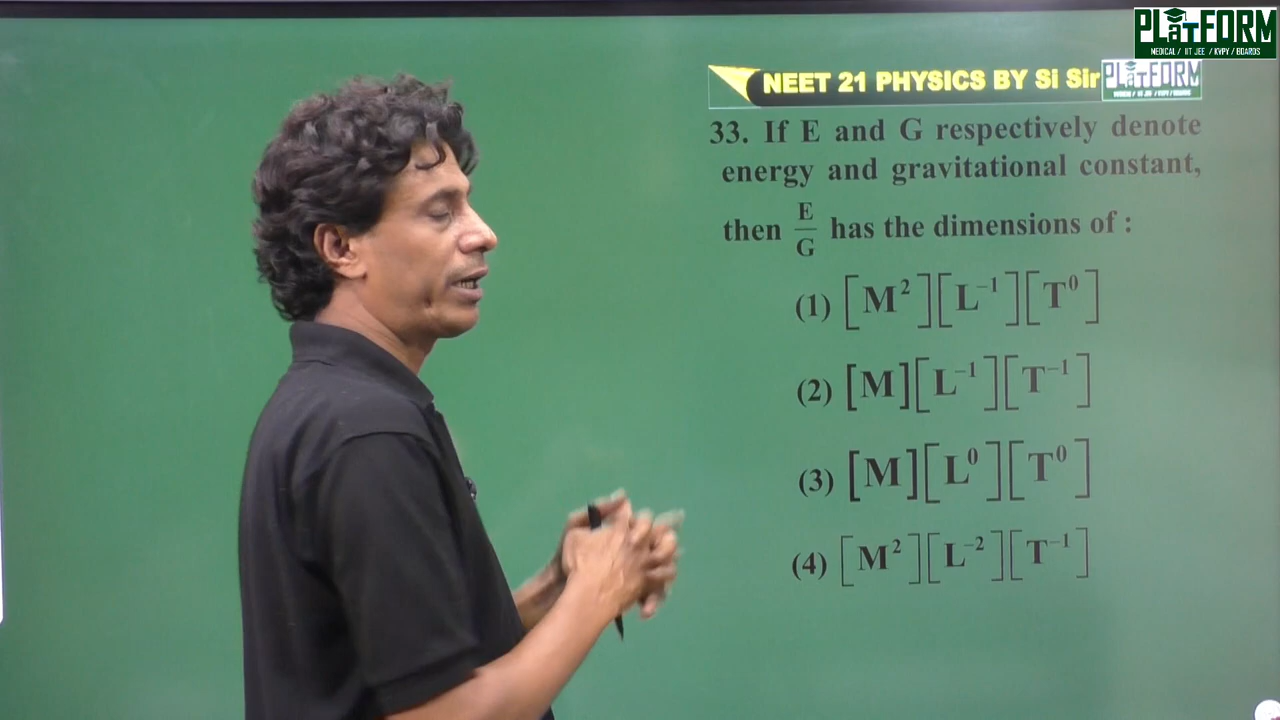 PLaTFORM
MEDICAL / IIT JEE / KVPY / BOARDS
NEET 21 PHYSICS BY Si Sir
PLaTFORM
33. If E and G respectively denote
energy and gravitational constant,
then E/G has the dimensions of :
(1) [M²][L⁻¹][T⁰]
(2) [M][L⁻¹][T⁻¹]
(3) [M][L⁰][T⁰]
(4) [M²][L⁻²][T⁻¹]